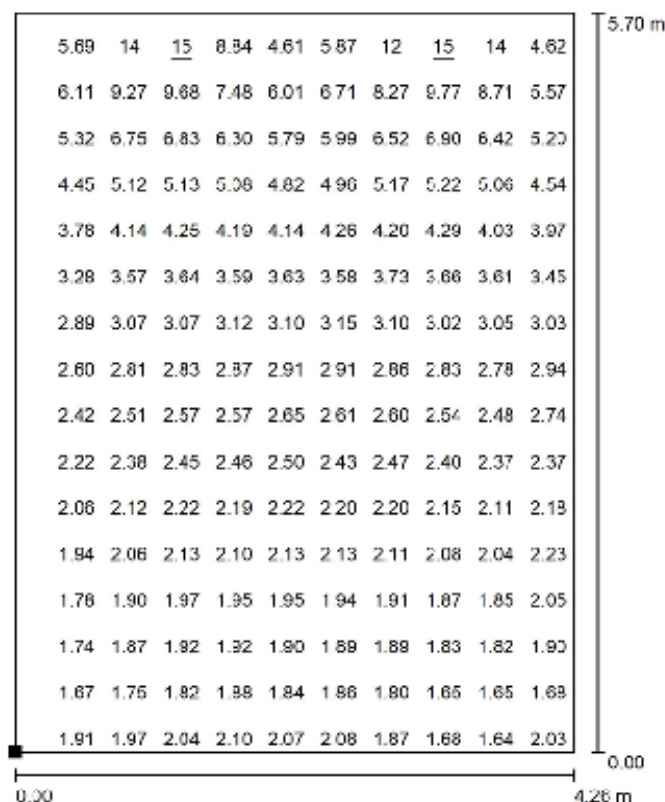 5.70 m
5.69 14 15 8.84 4.61 5.87 12 15 14 4.62
6.11 9.27 9.68 7.48 6.01 6.71 8.27 9.77 8.71 5.57
5.32 6.75 6.83 6.30 5.79 5.99 6.52 6.90 6.42 5.20
4.45 5.12 5.13 5.08 4.82 4.96 5.17 5.22 5.06 4.54
3.78 4.14 4.25 4.19 4.14 4.26 4.20 4.29 4.03 3.97
3.28 3.57 3.64 3.59 3.63 3.58 3.73 3.66 3.61 3.45
2.89 3.07 3.07 3.12 3.10 3.15 3.10 3.02 3.05 3.03
2.60 2.81 2.83 2.87 2.91 2.91 2.86 2.83 2.78 2.94
2.42 2.51 2.57 2.57 2.65 2.61 2.60 2.54 2.48 2.74
2.22 2.38 2.45 2.46 2.50 2.43 2.47 2.40 2.37 2.37
2.06 2.12 2.22 2.19 2.22 2.20 2.20 2.15 2.11 2.18
1.94 2.06 2.13 2.10 2.13 2.13 2.11 2.08 2.04 2.23
1.78 1.90 1.97 1.95 1.95 1.94 1.91 1.87 1.85 2.05
1.74 1.87 1.92 1.92 1.90 1.89 1.89 1.83 1.82 1.90
1.67 1.75 1.82 1.88 1.84 1.86 1.80 1.65 1.65 1.68
1.91 1.97 2.04 2.10 2.07 2.08 1.87 1.68 1.64 2.03
0.00
0.00 4.26 m